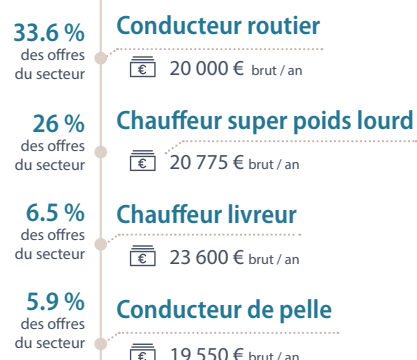 33.6 %
des offres
du secteur
Conducteur routier
€ 20 000 € brut / an
26 %
des offres
du secteur
Chauffeur super poids lourd
€ 20 775 € brut / an
6.5 %
des offres
du secteur
Chauffeur livreur
€ 23 600 € brut / an
5.9 %
des offres
du secteur
Conducteur de pelle
€ 19 550 € brut / an